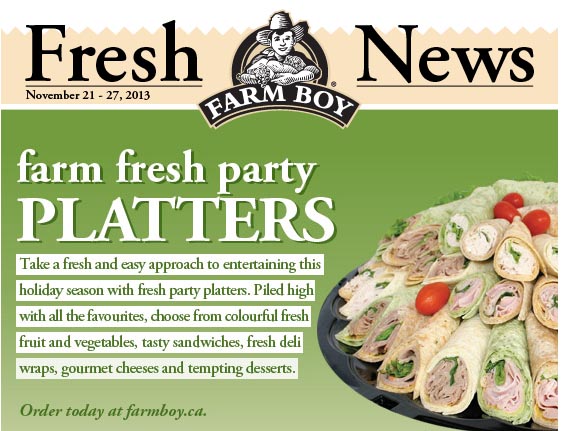 Fresh News
FARM BOY®
November 21 - 27, 2013
farm fresh party
PLATTERS
Take a fresh and easy approach to entertaining this
holiday season with fresh party platters. Piled high
with all the favourites, choose from colourful fresh
fruit and vegetables, tasty sandwiches, fresh deli
wraps, gourmet cheeses and tempting desserts.
Order today at farmboy.ca.